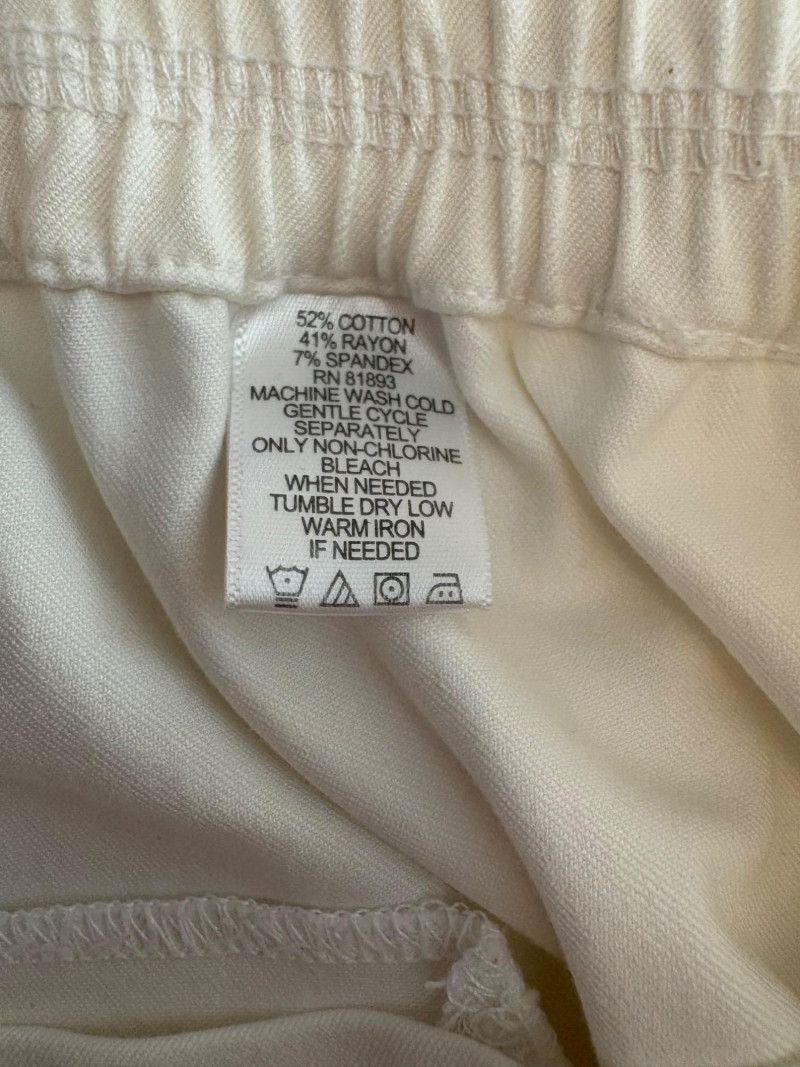 52% COTTON
41% RAYON
7% SPANDEX
RN 81893
MACHINE WASH COLD
GENTLE CYCLE
SEPARATELY
ONLY NON-CHLORINE
BLEACH
WHEN NEEDED
TUMBLE DRY LOW
WARM IRON
IF NEEDED